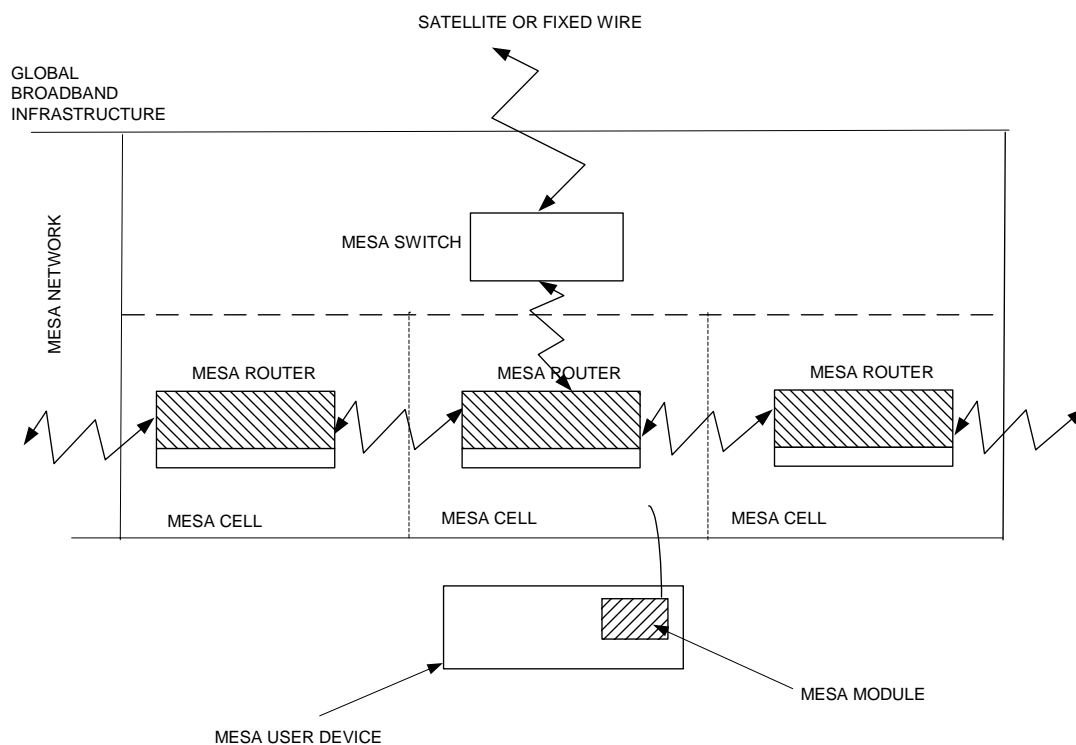 SATELLITE OR FIXED WIRE
GLOBAL
BROADBAND
INFRASTRUCTURE
MESA NETWORK
MESA SWITCH
MESA ROUTER
MESA ROUTER
MESA ROUTER
MESA CELL
MESA CELL
MESA CELL
MESA MODULE
MESA USER DEVICE